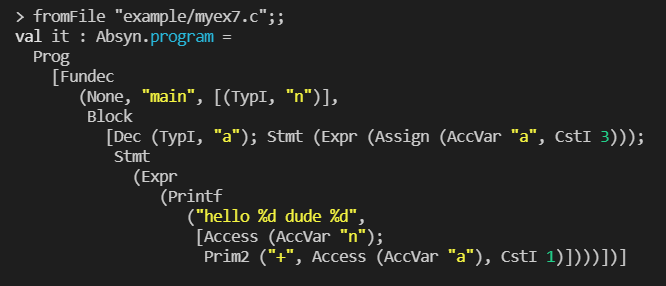 > fromFile "example/myex7.c";;
val it : Absyn.program =
  Prog
    [Fundec
       (None, "main", [(TypI, "n")],
        Block
          [Dec (TypI, "a"); Stmt (Expr (Assign (AccVar "a", CstI 3)));
           Stmt
             (Expr
                (Printf
                   ("hello %d dude %d",
                    [Access (AccVar "n");
                     Prim2 ("+", Access (AccVar "a"), CstI 1)])))])]